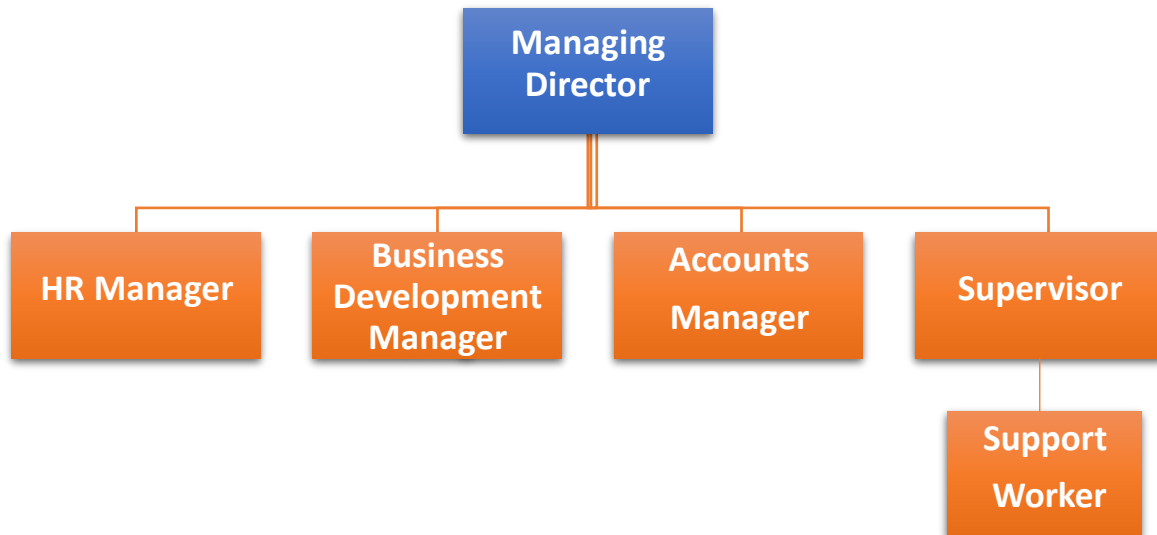 Managing
Director
HR Manager
Business
Development
Manager
Accounts
Manager
Supervisor
Support
Worker